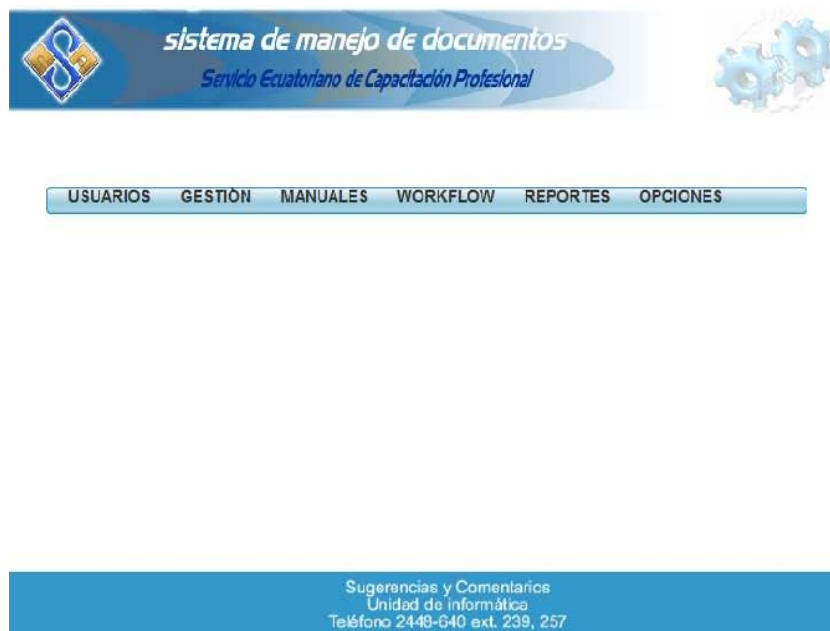 sistema de manejo de documentos
Servicio Ecuatoriano de Capacitación Profesional
USUARIOS GESTIÒN MANUALES WORKFLOW REPORTES OPCIONES
Sugerencias y Comentarios
Unidad de informática
Teléfono 2448-640 ext. 239, 257